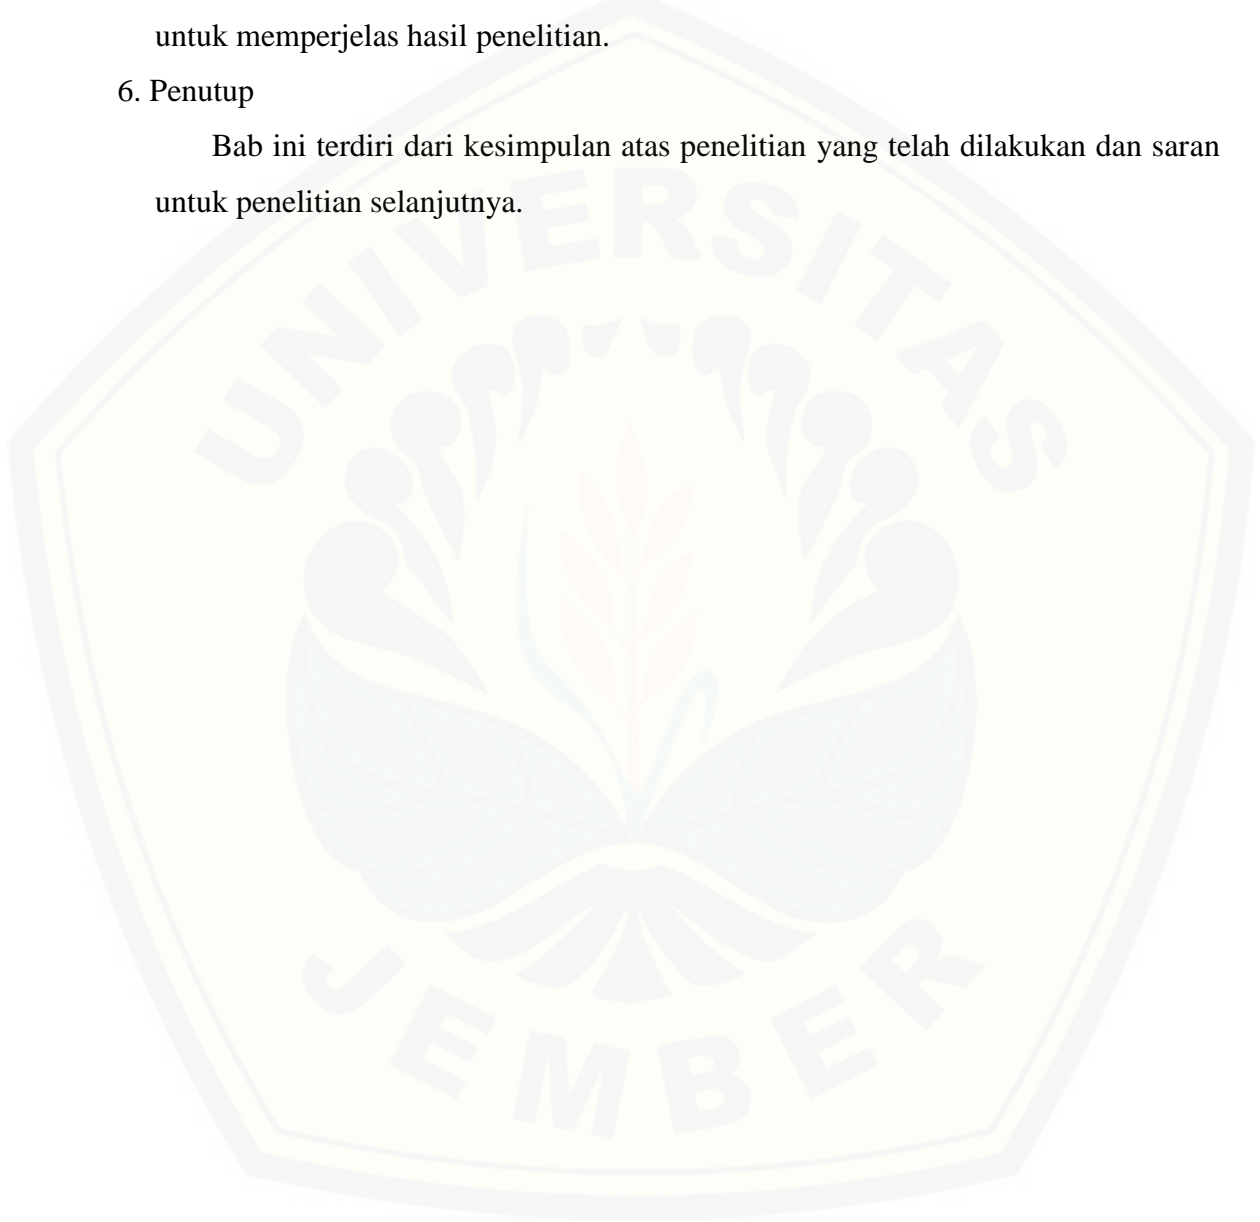 untuk memperjelas hasil penelitian.
6. Penutup
Bab ini terdiri dari kesimpulan atas penelitian yang telah dilakukan dan saran
untuk penelitian selanjutnya.
UNIVERSITAS
JEMBER